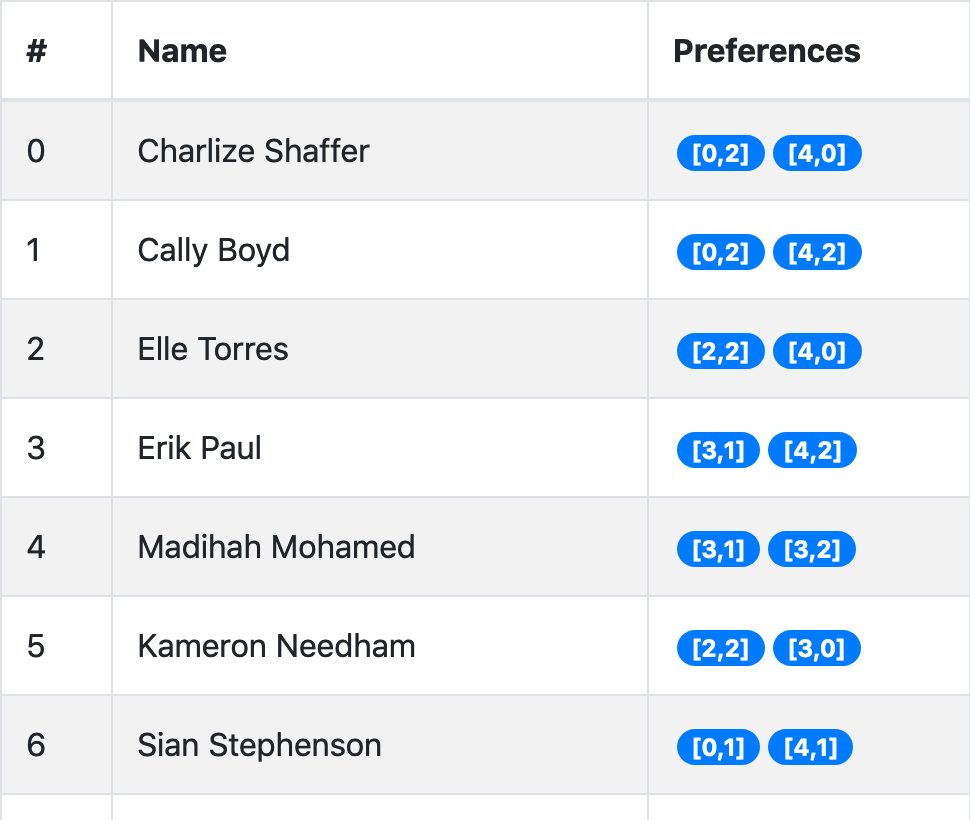 # Name Preferences
0 Charlize Shaffer [0,2] [4,0]
1 Cally Boyd [0,2] [4,2]
2 Elle Torres [2,2] [4,0]
3 Erik Paul [3,1] [4,2]
4 Madihah Mohamed [3,1] [3,2]
5 Kameron Needham [2,2] [3,0]
6 Sian Stephenson [0,1] [4,1]